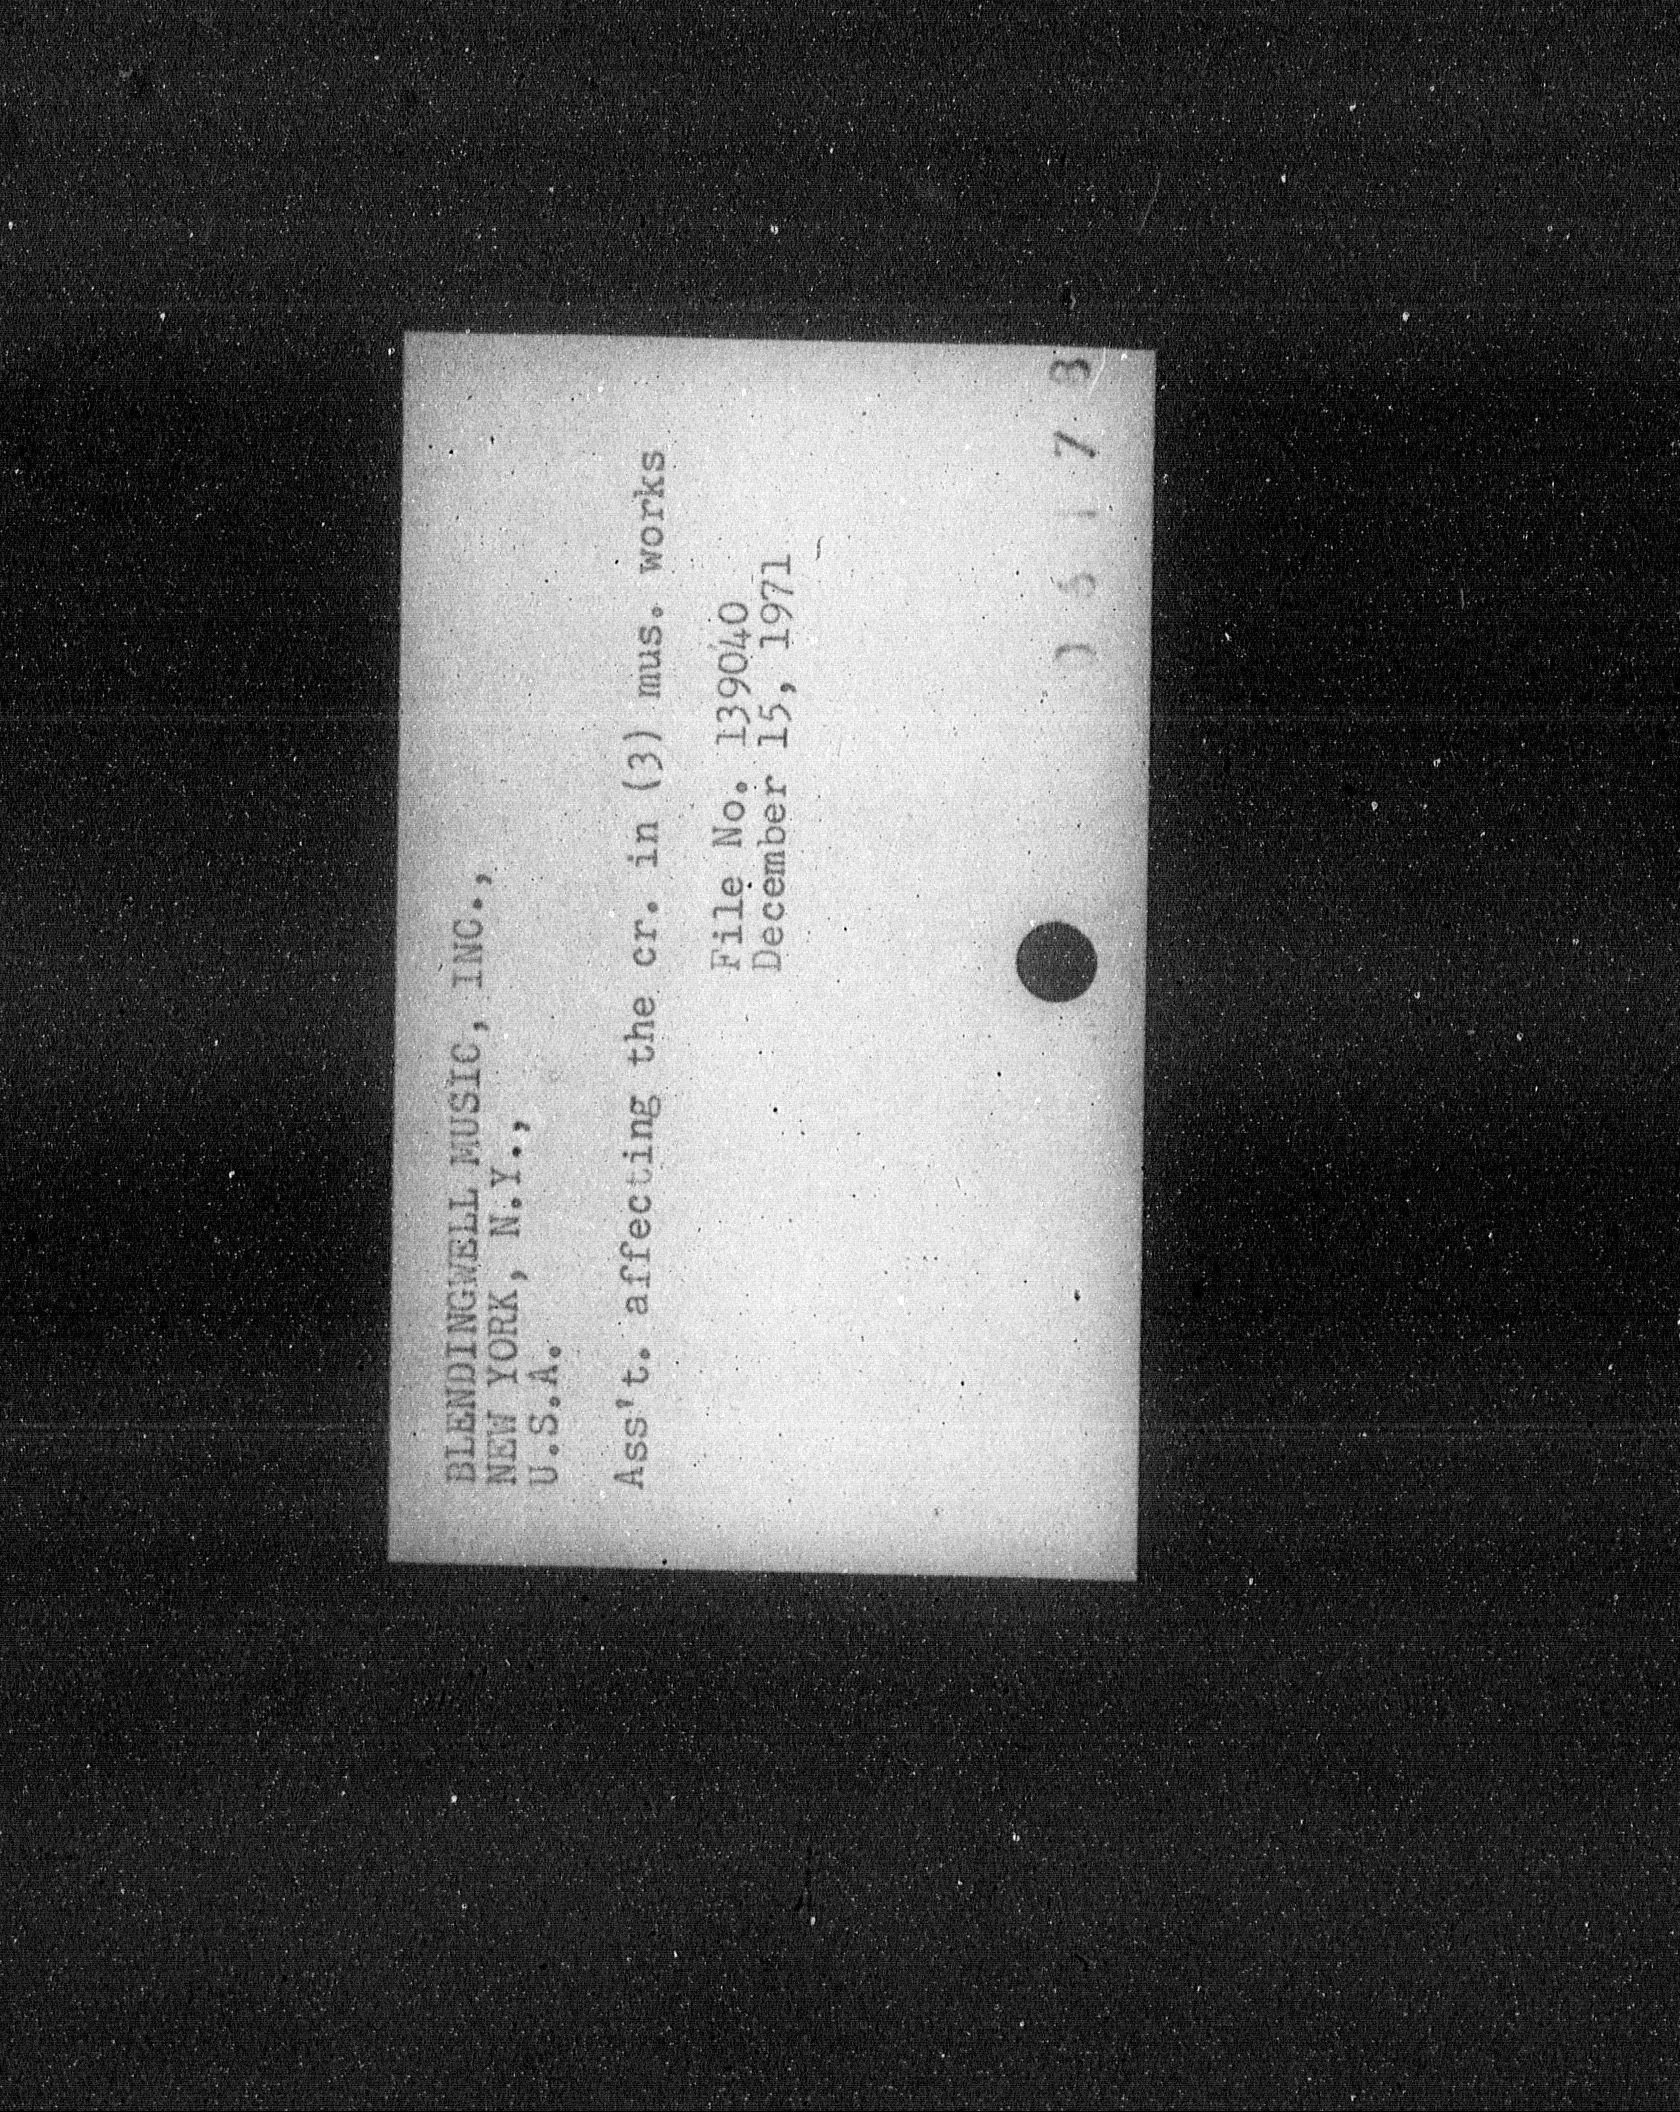 BLENDINGWELL MUSIC, INC.,
NEW YORK, N.Y.,
U.S.A.
Ass't. affecting the cr. in (3) mus. works
File No. 139040
December 15, 1971